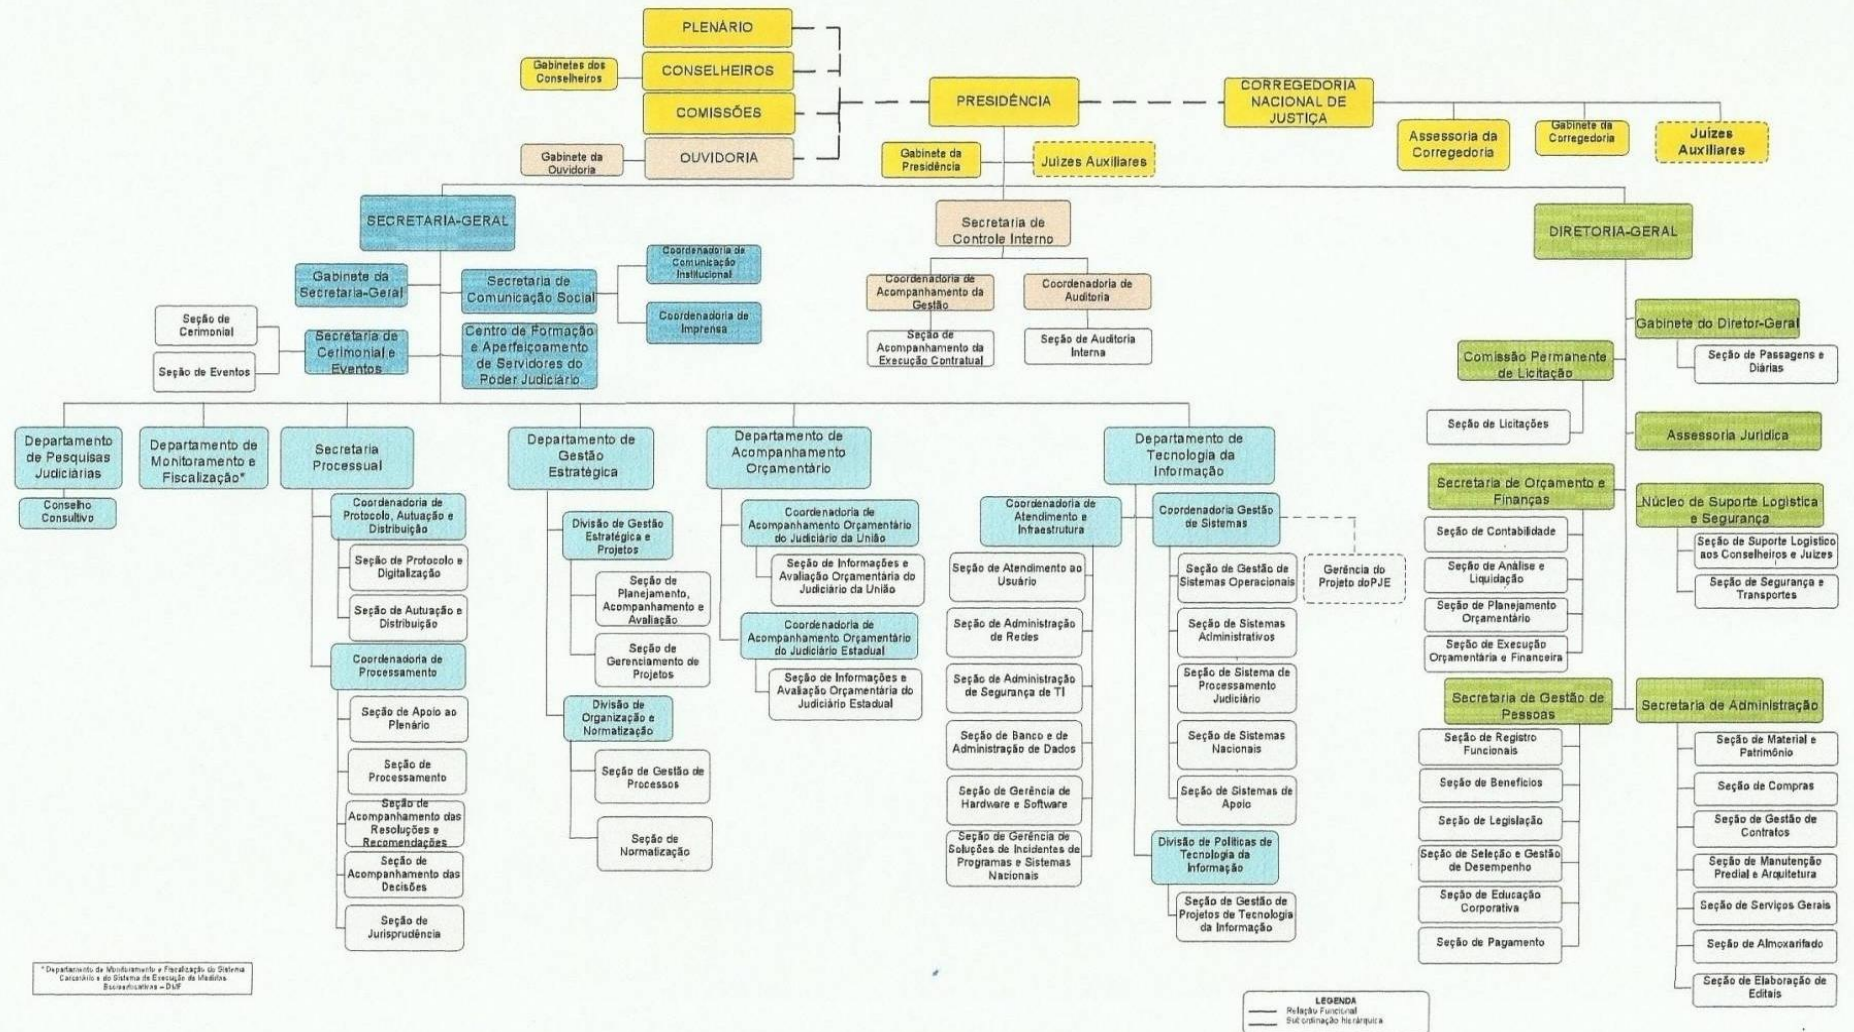 PLENÁRIO
Gabinetes dos
Conselheiros
CONSELHEIROS
COMISSÕES
Gabinete da
Ouvidoria
OUVIDORIA
PRESIDÊNCIA
Gabinete da
Presidência
Juízes Auxiliares
CORREGEDORIA
NACIONAL DE
JUSTIÇA
Assessoria da
Corregedoria
Gabinete da
Corregedoria
Juízes
Auxiliares
SECRETARIA-GERAL
Secretaria de
Controle Interno
DIRETORIA-GERAL
Gabinete da
Secretaria-Geral
Secretaria de
Comunicação Social
Coordenadoria de
Comunicação
Institucional
Coordenadoria de
Imprensa
Seção de
Cerimonial
Seção de Eventos
Secretaria de
Cerimonial e
Eventos
Centro de Formação
e Aperfeiçoamento
de Servidores do
Poder Judiciário
Coordenadoria de
Acompanhamento da
Gestão
Seção de
Acompanhamento da
Execução Contratual
Coordenadoria de
Auditoria
Seção de Auditoria
Interna
Departamento
de Pesquisas
Judiciárias
Conselho
Consultivo
Departamento de
Monitoramento e
Fiscalização*
Secretaria
Processual
Coordenadoria de
Protocolo, Autuação e
Distribuição
Seção de Protocolo e
Digitalização
Seção de Autuação e
Distribuição
Coordenadoria de
Processamento
Seção de Apoio ao
Plenário
Seção de
Processamento
Seção de
Acompanhamento das
Resoluções e
Recomendações
Seção de
Acompanhamento das
Decisões
Seção de
Jurisprudência
Departamento de
Gestão
Estratégica
Divisão de Gestão
Estratégica e
Projetos
Seção de
Planejamento,
Acompanhamento e
Avaliação
Seção de
Gerenciamento de
Projetos
Divisão de
Organização e
Normatização
Seção de Gestão de
Processos
Seção de
Normatização
Departamento de
Acompanhamento
Orçamentário
Coordenadoria de
Acompanhamento Orçamentário
do Judiciário da União
Seção de Informações e
Avaliação Orçamentária do
Judiciário da União
Coordenadoria de
Acompanhamento Orçamentário
do Judiciário Estadual
Seção de Informações e
Avaliação Orçamentária do
Judiciário Estadual
Departamento de
Tecnologia da
Informação
Coordenadoria de
Atendimento e
Infraestrutura
Seção de Atendimento ao
Usuário
Seção de Administração
de Redes
Seção de Administração
de Segurança de TI
Seção de Banco e de
Administração de Dados
Seção de Gerência de
Hardware e Software
Seção de Gerência de
Soluções de Incidentes de
Programas e Sistemas
Nacionais
Coordenadoria Gestão
de Sistemas
Gerência do
Projeto doPJE
Seção de Gestão de
Sistemas Operacionais
Seção de Sistemas
Administrativos
Seção de Sistema de
Processamento
Judiciário
Seção de Sistemas
Nacionais
Seção de Sistemas de
Apoio
Divisão de Políticas de
Tecnologia da
Informação
Seção de Gestão de
Projetos de Tecnologia
da Informação
Gabinete do Diretor-Geral
Seção de Passagens e
Diárias
Comissão Permanente
de Licitação
Seção de Licitações
Assessoria Jurídica
Secretaria de Orçamento e
Finanças
Seção de Contabilidade
Seção de Análise e
Liquidação
Seção de Planejamento
Orçamentário
Seção de Execução
Orçamentária e Financeira
Núcleo de Suporte Logística
e Segurança
Seção de Suporte Logístico
aos Conselheiros e Juízes
Seção de Segurança e
Transportes
Secretaria de Gestão de
Pessoas
Seção de Registro
Funcionais
Seção de Benefícios
Seção de Legislação
Seção de Seleção e Gestão
de Desempenho
Seção de Educação
Corporativa
Seção de Pagamento
Secretaria de Administração
Seção de Material e
Patrimônio
Seção de Compras
Seção de Gestão de
Contratos
Seção de Manutenção
Predial e Arquitetura
Seção de Serviços Gerais
Seção de Almoxarifado
Seção de Elaboração de
Editais
* Departamento de Monitoramento e Fiscalização do Sistema
Carcerário e do Sistema de Execução de Medidas
Socioeducativas – DMF
LEGENDA
Relação Funcional
Subordinação hierárquica